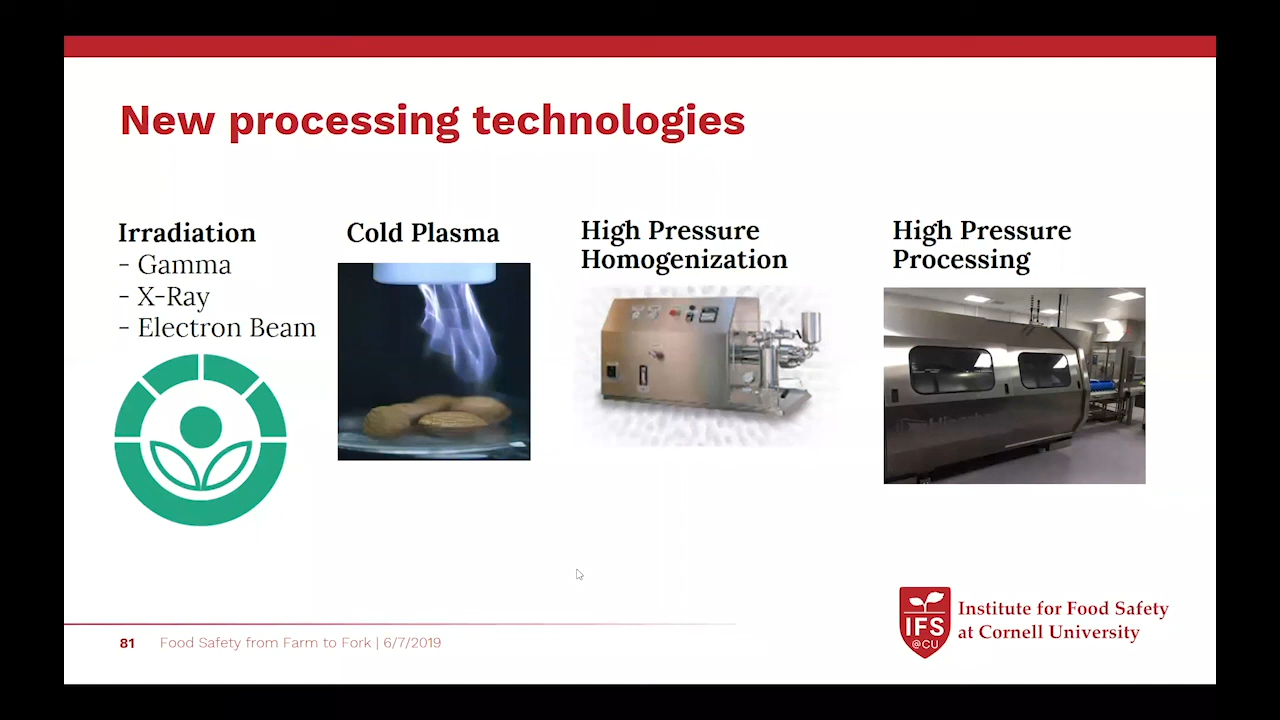 New processing technologies
Irradiation
- Gamma
- X-Ray
- Electron Beam
Cold Plasma
High Pressure
Homogenization
High Pressure
Processing
81
Food Safety from Farm to Fork | 6/7/2019
IFS
@CU
Institute for Food Safety
at Cornell University